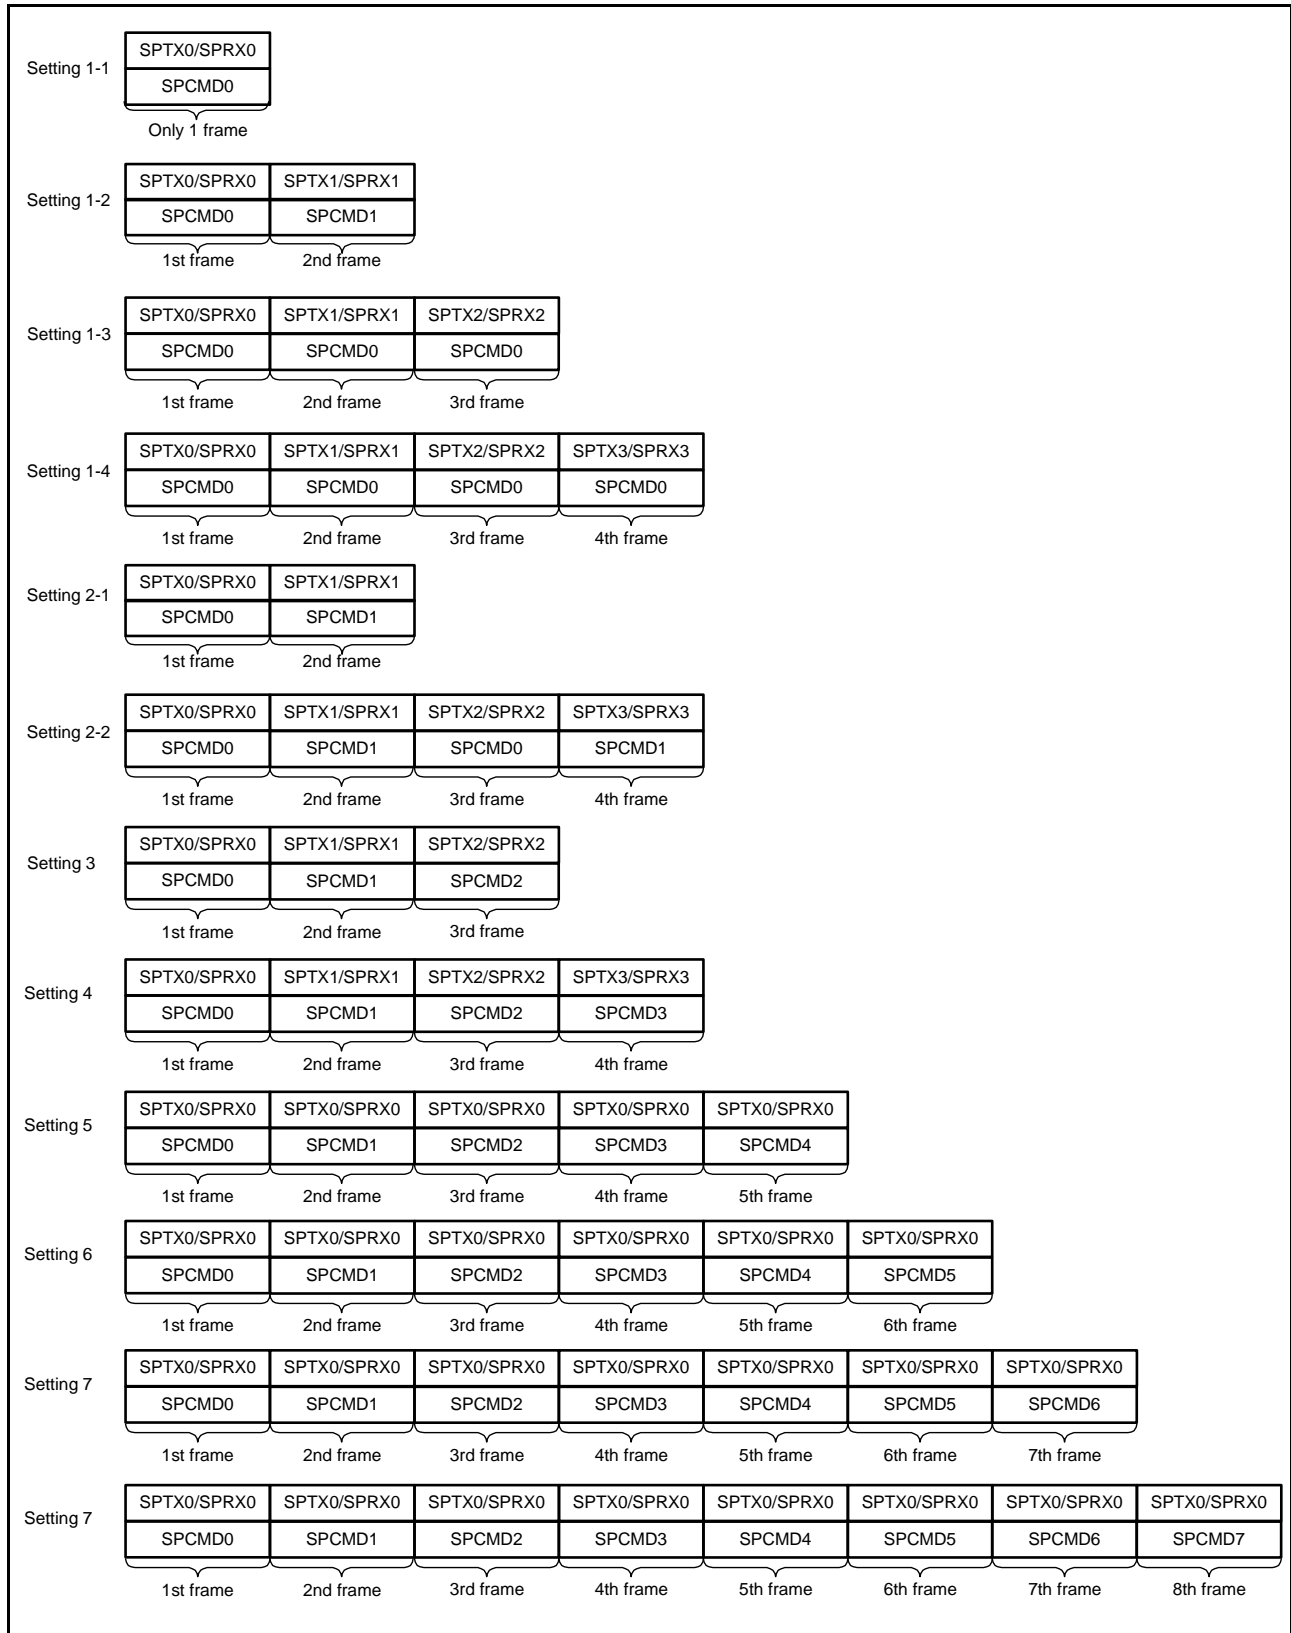 SPTX0/SPRX0
Setting 1-1
SPCMD0
Only 1 frame
SPTX0/SPRX0 SPTX1/SPRX1
Setting 1-2
SPCMD0 SPCMD1
1st frame 2nd frame
SPTX0/SPRX0 SPTX1/SPRX1 SPTX2/SPRX2
Setting 1-3
SPCMD0 SPCMD0 SPCMD0
1st frame 2nd frame 3rd frame
SPTX0/SPRX0 SPTX1/SPRX1 SPTX2/SPRX2 SPTX3/SPRX3
Setting 1-4
SPCMD0 SPCMD0 SPCMD0 SPCMD0
1st frame 2nd frame 3rd frame 4th frame
SPTX0/SPRX0 SPTX1/SPRX1
Setting 2-1
SPCMD0 SPCMD1
1st frame 2nd frame
SPTX0/SPRX0 SPTX1/SPRX1 SPTX2/SPRX2 SPTX3/SPRX3
Setting 2-2
SPCMD0 SPCMD1 SPCMD0 SPCMD1
1st frame 2nd frame 3rd frame 4th frame
SPTX0/SPRX0 SPTX1/SPRX1 SPTX2/SPRX2
Setting 3
SPCMD0 SPCMD1 SPCMD2
1st frame 2nd frame 3rd frame
SPTX0/SPRX0 SPTX1/SPRX1 SPTX2/SPRX2 SPTX3/SPRX3
Setting 4
SPCMD0 SPCMD1 SPCMD2 SPCMD3
1st frame 2nd frame 3rd frame 4th frame
SPTX0/SPRX0 SPTX0/SPRX0 SPTX0/SPRX0 SPTX0/SPRX0 SPTX0/SPRX0
Setting 5
SPCMD0 SPCMD1 SPCMD2 SPCMD3 SPCMD4
1st frame 2nd frame 3rd frame 4th frame 5th frame
SPTX0/SPRX0 SPTX0/SPRX0 SPTX0/SPRX0 SPTX0/SPRX0 SPTX0/SPRX0 SPTX0/SPRX0
Setting 6
SPCMD0 SPCMD1 SPCMD2 SPCMD3 SPCMD4 SPCMD5
1st frame 2nd frame 3rd frame 4th frame 5th frame 6th frame
SPTX0/SPRX0 SPTX0/SPRX0 SPTX0/SPRX0 SPTX0/SPRX0 SPTX0/SPRX0 SPTX0/SPRX0 SPTX0/SPRX0
Setting 7
SPCMD0 SPCMD1 SPCMD2 SPCMD3 SPCMD4 SPCMD5 SPCMD6
1st frame 2nd frame 3rd frame 4th frame 5th frame 6th frame 7th frame
SPTX0/SPRX0 SPTX0/SPRX0 SPTX0/SPRX0 SPTX0/SPRX0 SPTX0/SPRX0 SPTX0/SPRX0 SPTX0/SPRX0 SPTX0/SPRX0
Setting 7
SPCMD0 SPCMD1 SPCMD2 SPCMD3 SPCMD4 SPCMD5 SPCMD6 SPCMD7
1st frame 2nd frame 3rd frame 4th frame 5th frame 6th frame 7th frame 8th frame